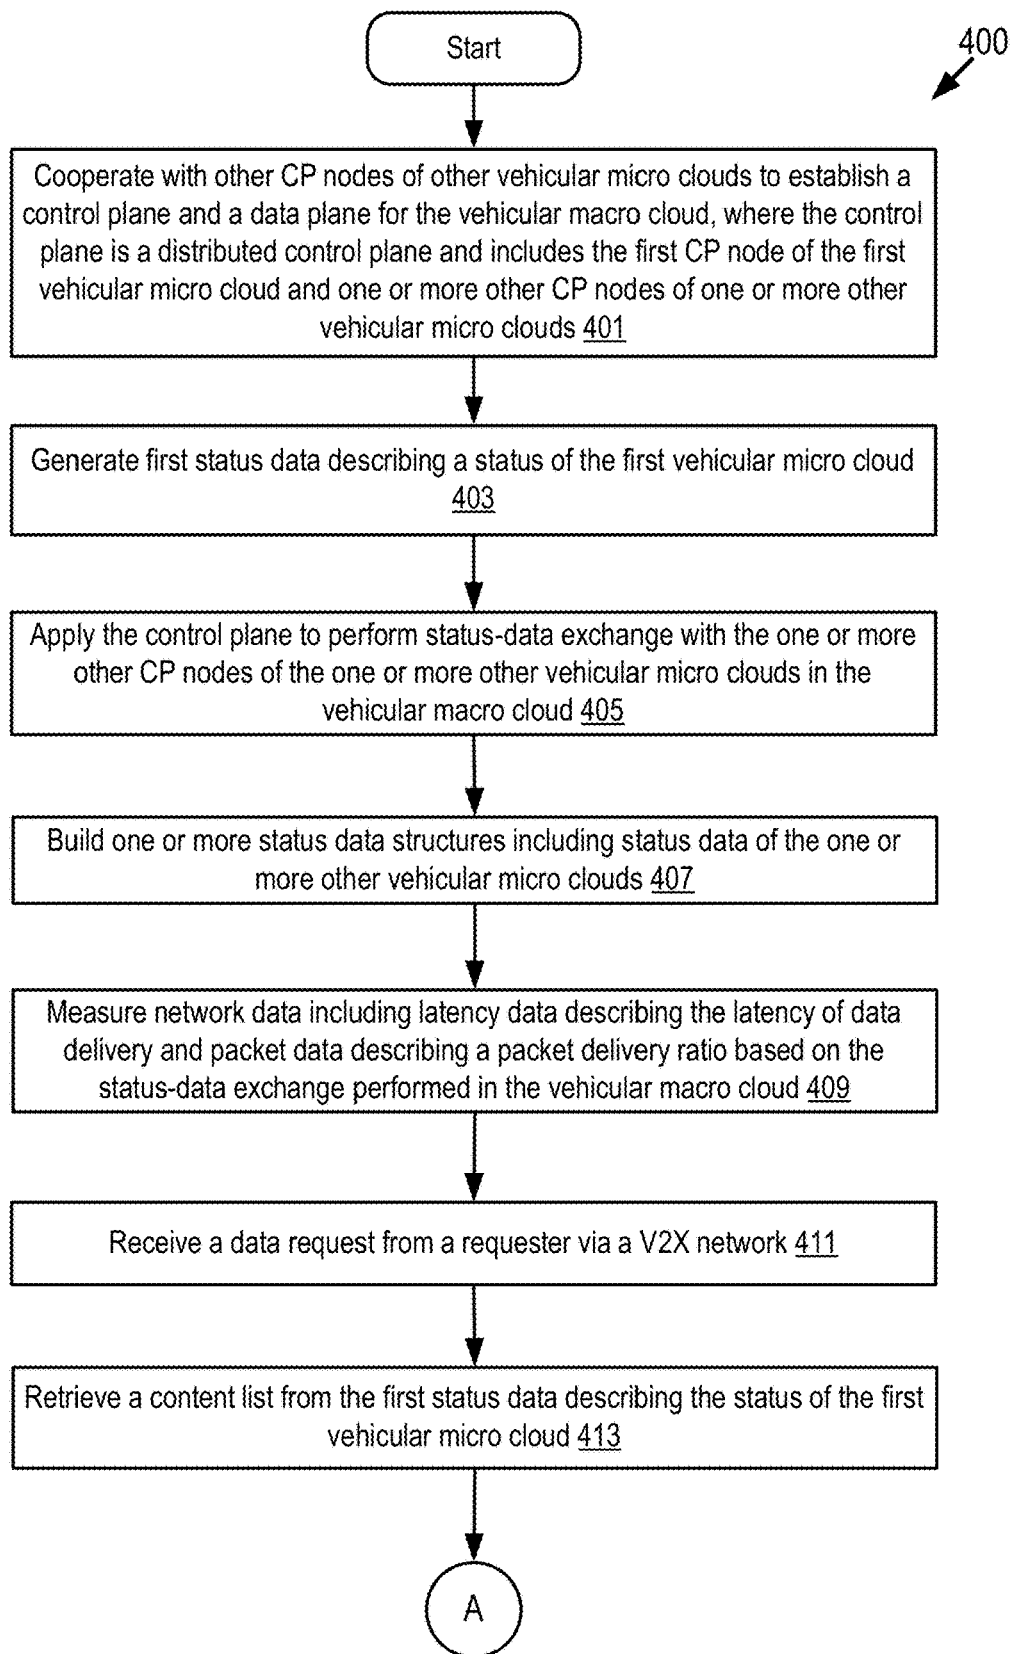 Start
400
Cooperate with other CP nodes of other vehicular micro clouds to establish a
control plane and a data plane for the vehicular macro cloud, where the control
plane is a distributed control plane and includes the first CP node of the first
vehicular micro cloud and one or more other CP nodes of one or more other
vehicular micro clouds 401
Generate first status data describing a status of the first vehicular micro cloud
403
Apply the control plane to perform status-data exchange with the one or more
other CP nodes of the one or more other vehicular micro clouds in the
vehicular macro cloud 405
Build one or more status data structures including status data of the one or
more other vehicular micro clouds 407
Measure network data including latency data describing the latency of data
delivery and packet data describing a packet delivery ratio based on the
status-data exchange performed in the vehicular macro cloud 409
Receive a data request from a requester via a V2X network 411
Retrieve a content list from the first status data describing the status of the first
vehicular micro cloud 413
A